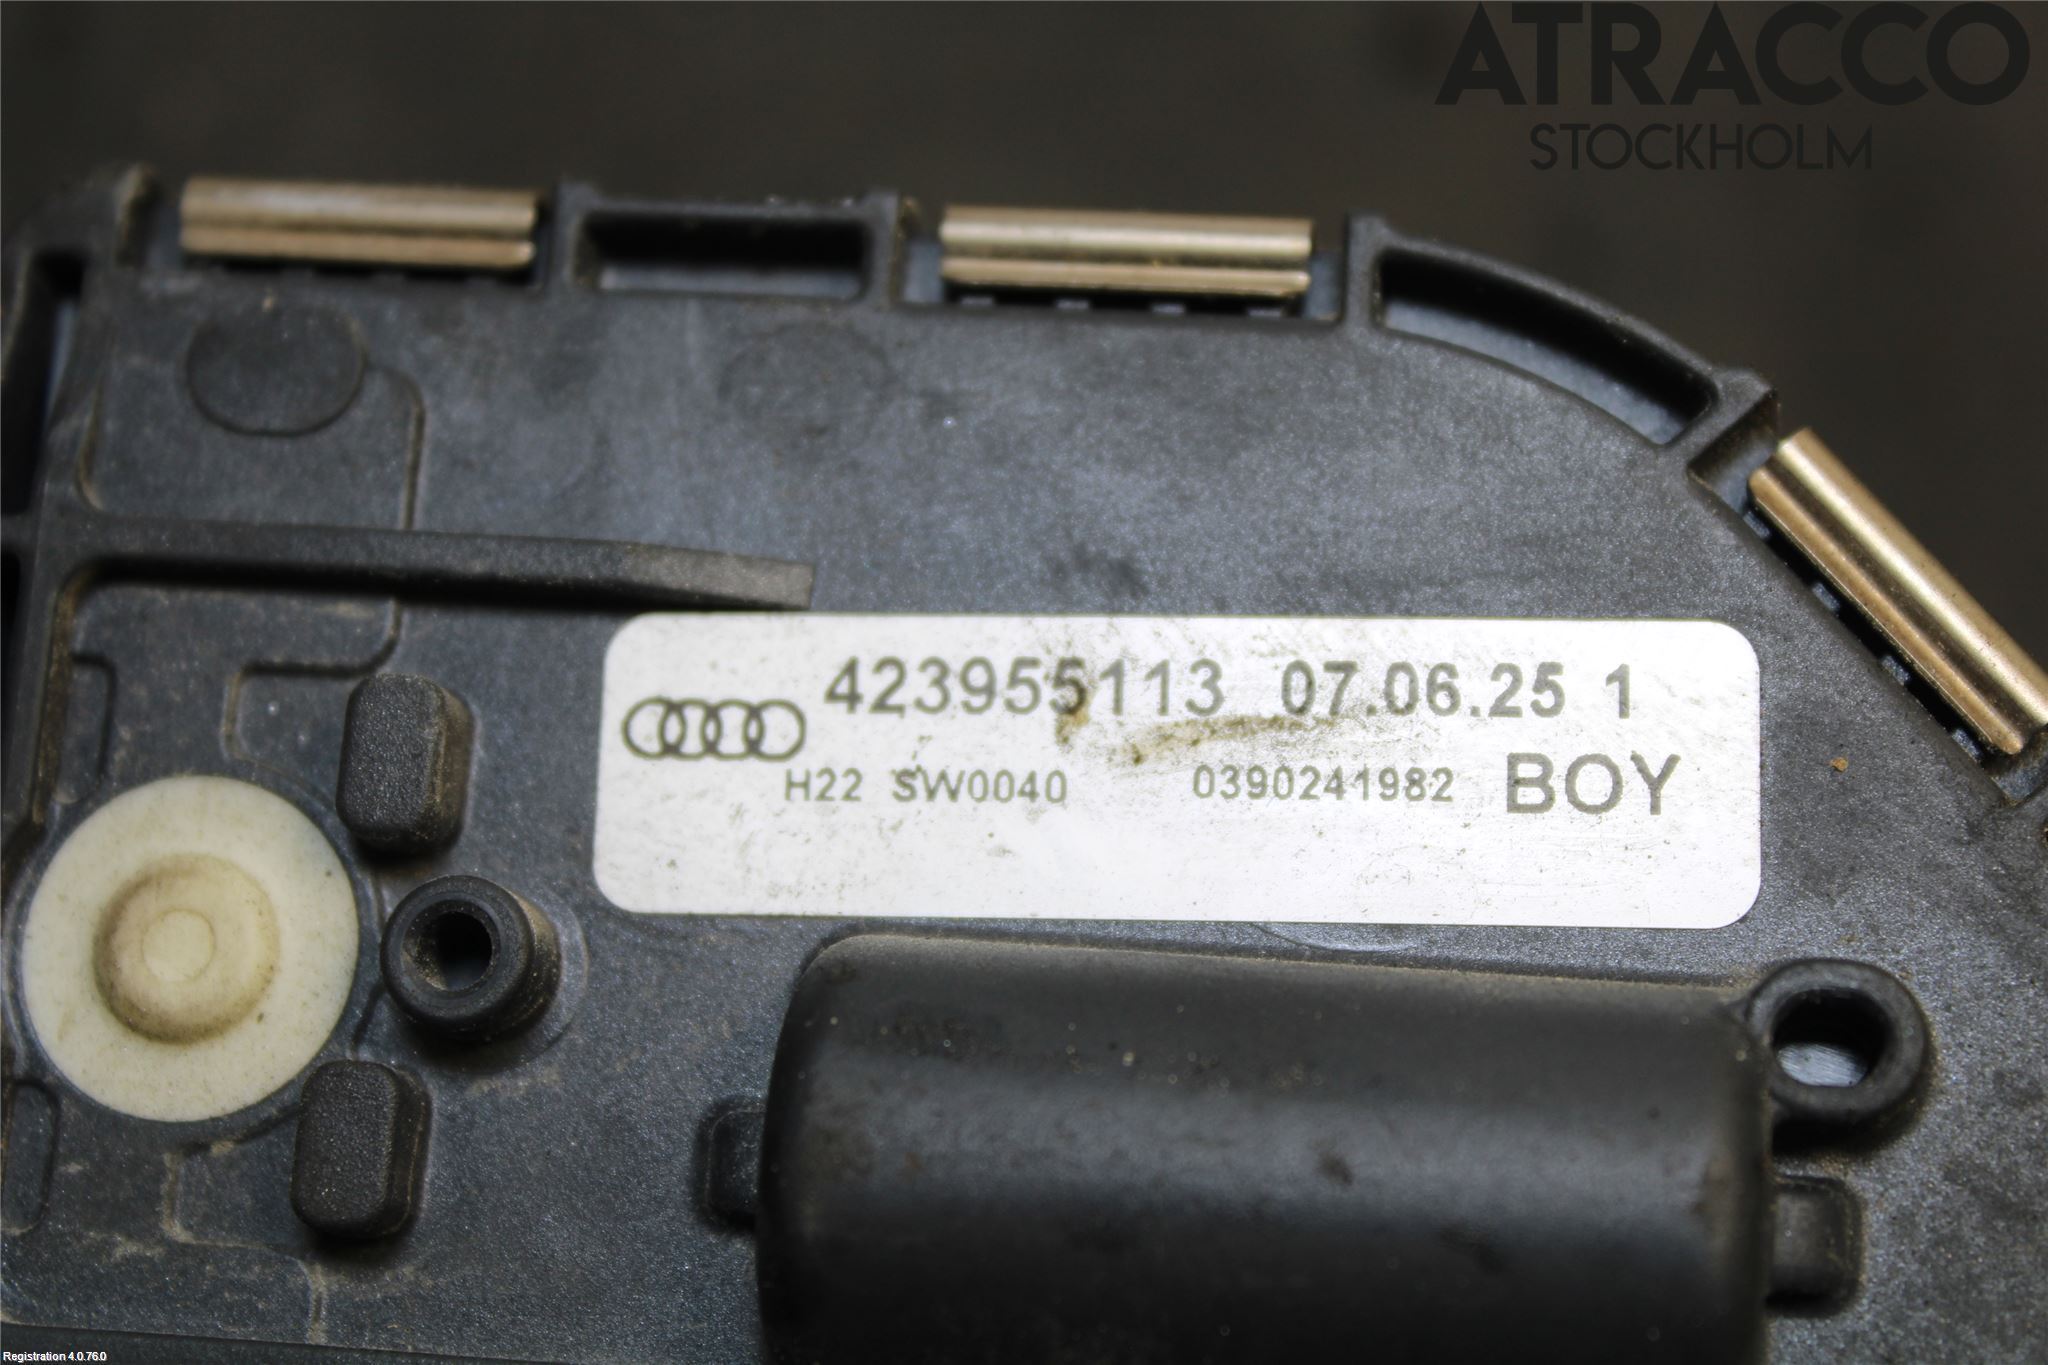 ATRACCO
STOCKHOLM
423955113 07.06.25 1
H22 SW0040 0390241982 BOY
Registration 4.0.76.0